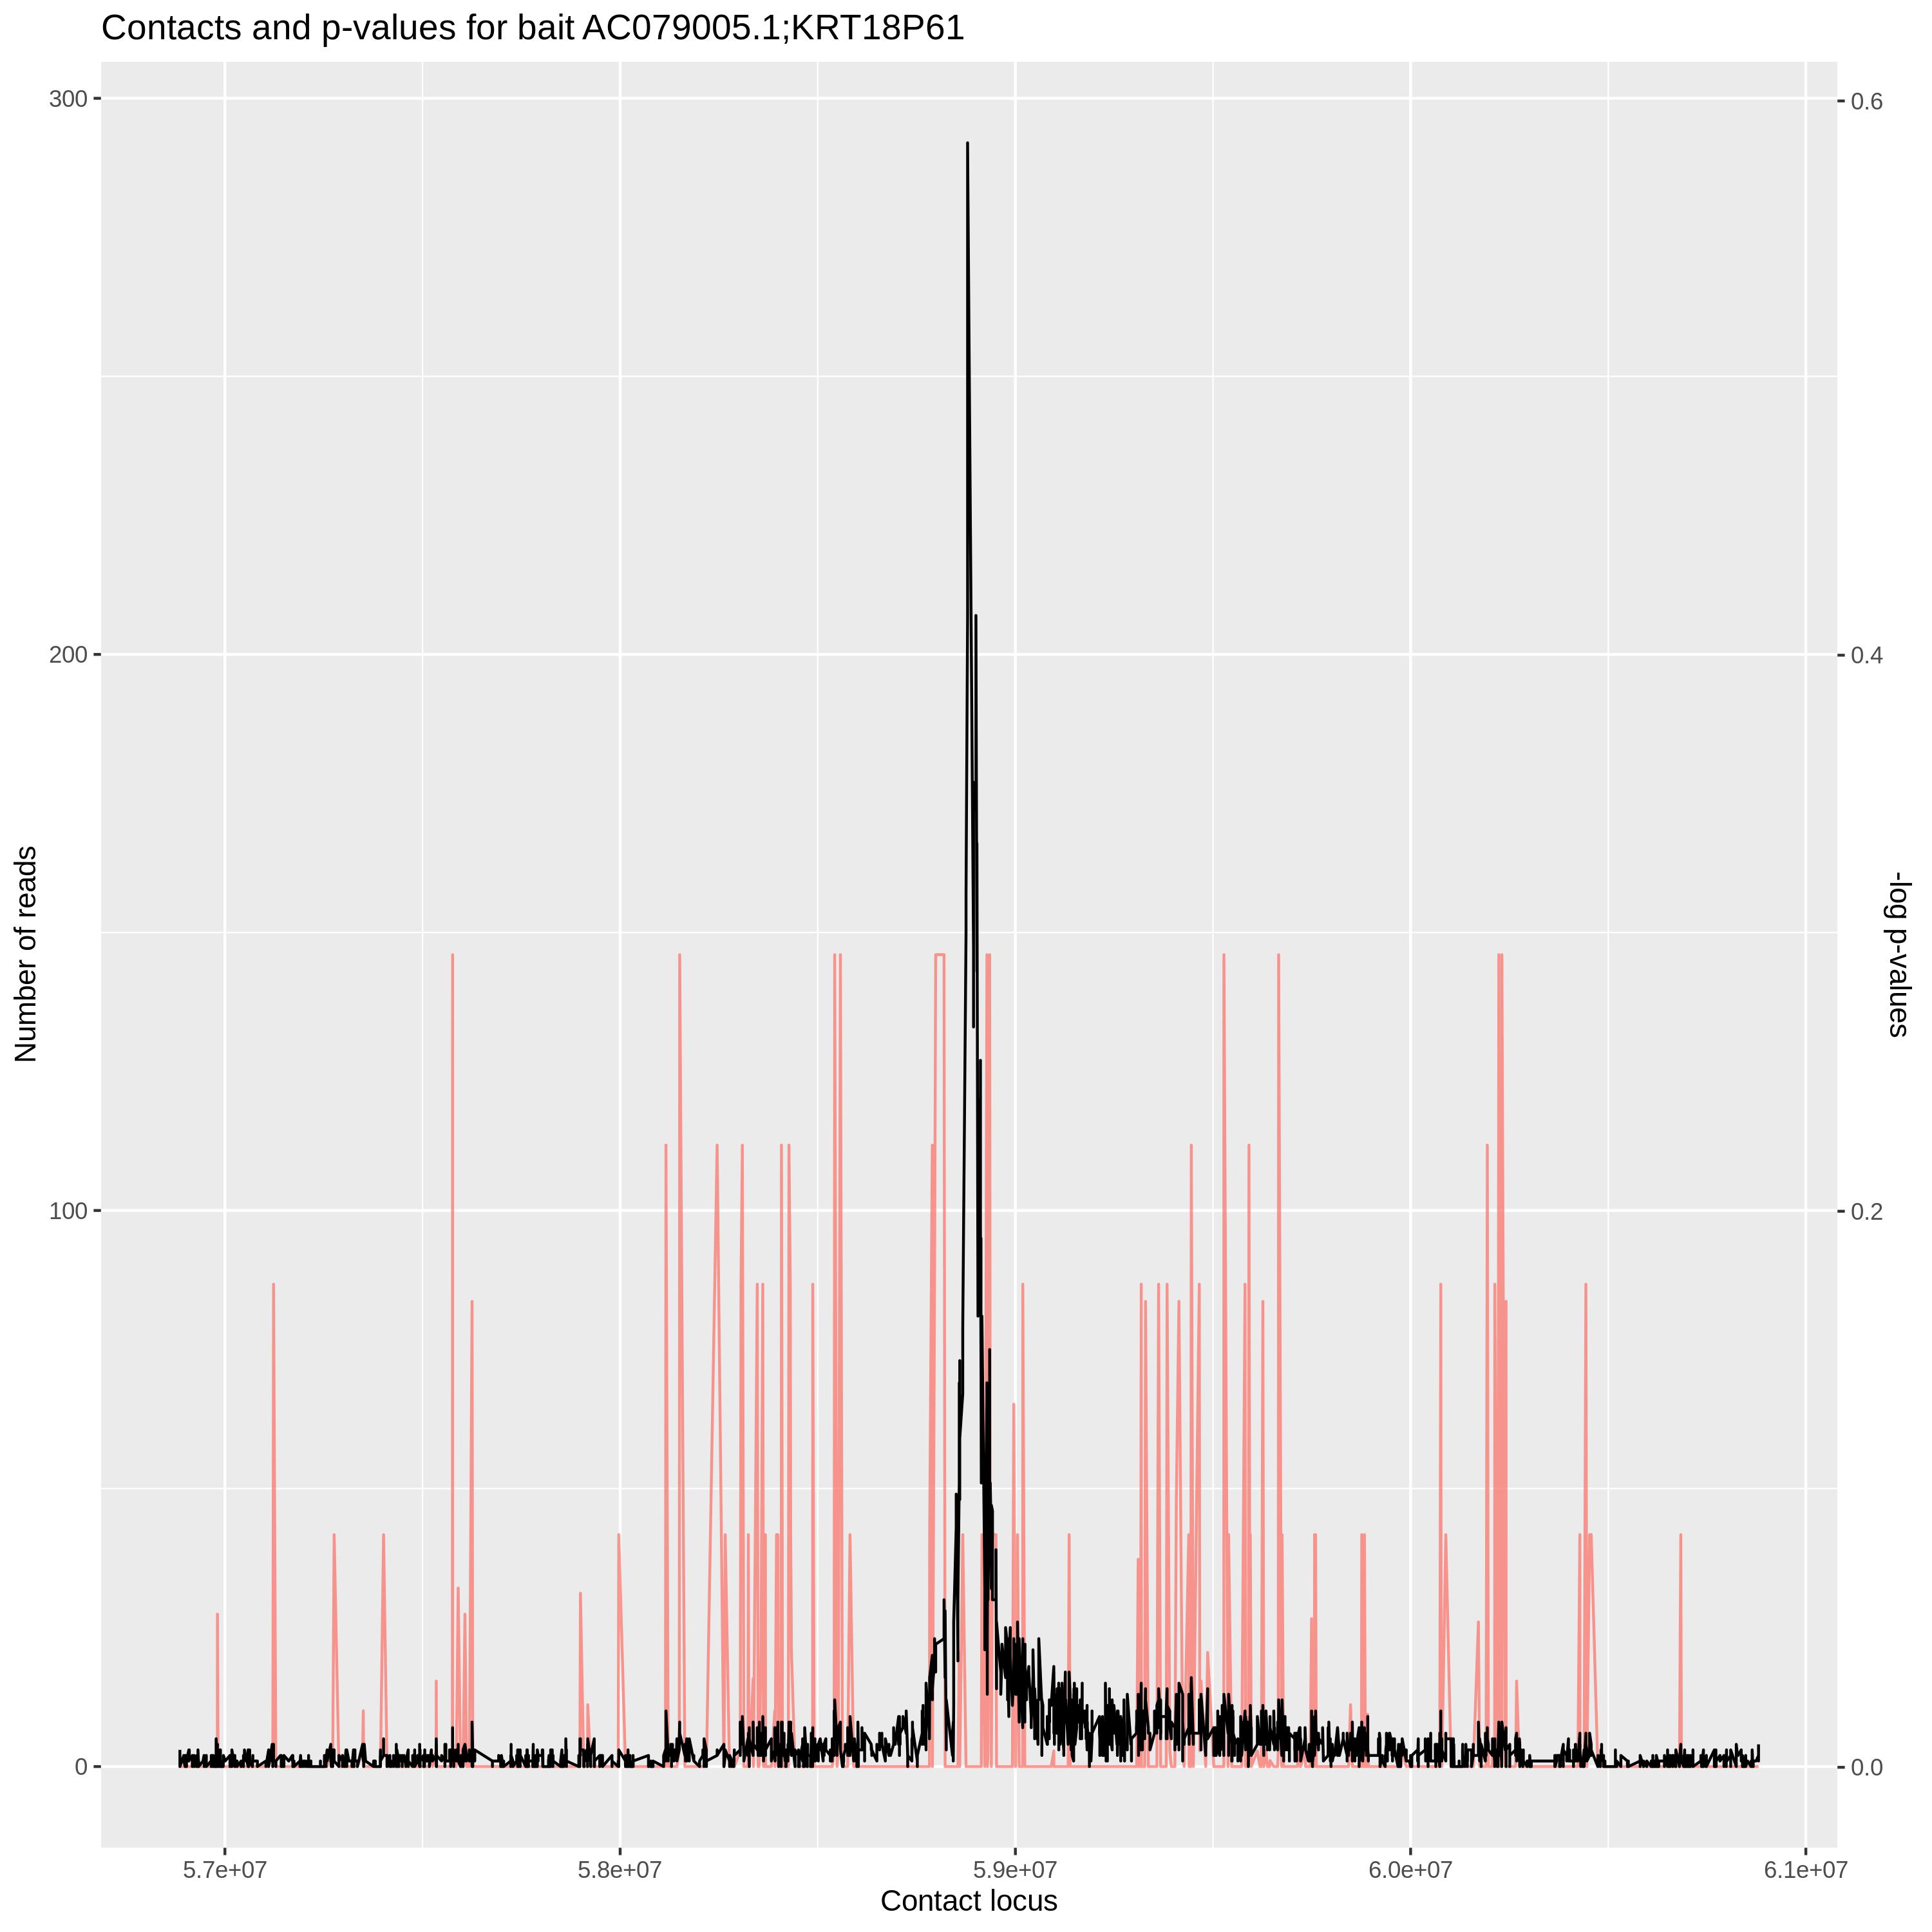 Contacts and p-values for bait AC079005.1;KRT18P61
300
200
100
0
Number of reads
0.6
0.4
0.2
0.0
-log p-values
5.7e+07
5.8e+07
5.9e+07
6.0e+07
6.1e+07
Contact locus